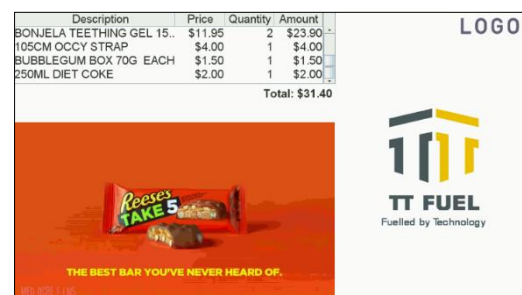 Description Price Quantity Amount
BONJELA TEETHING GEL 15.. $11.95 2 $23.90
105CM OCCY STRAP $4.00 1 $4.00
BUBBLEGUM BOX 70G EACH $1.50 1 $1.50
250ML DIET COKE $2.00 1 $2.00
Total: $31.40
LOGO
Reese's
TAKE 5
THE BEST BAR YOU'VE NEVER HEARD OF.
MEDIOCRE FILMS
TT FUEL
Fuelled by Technology